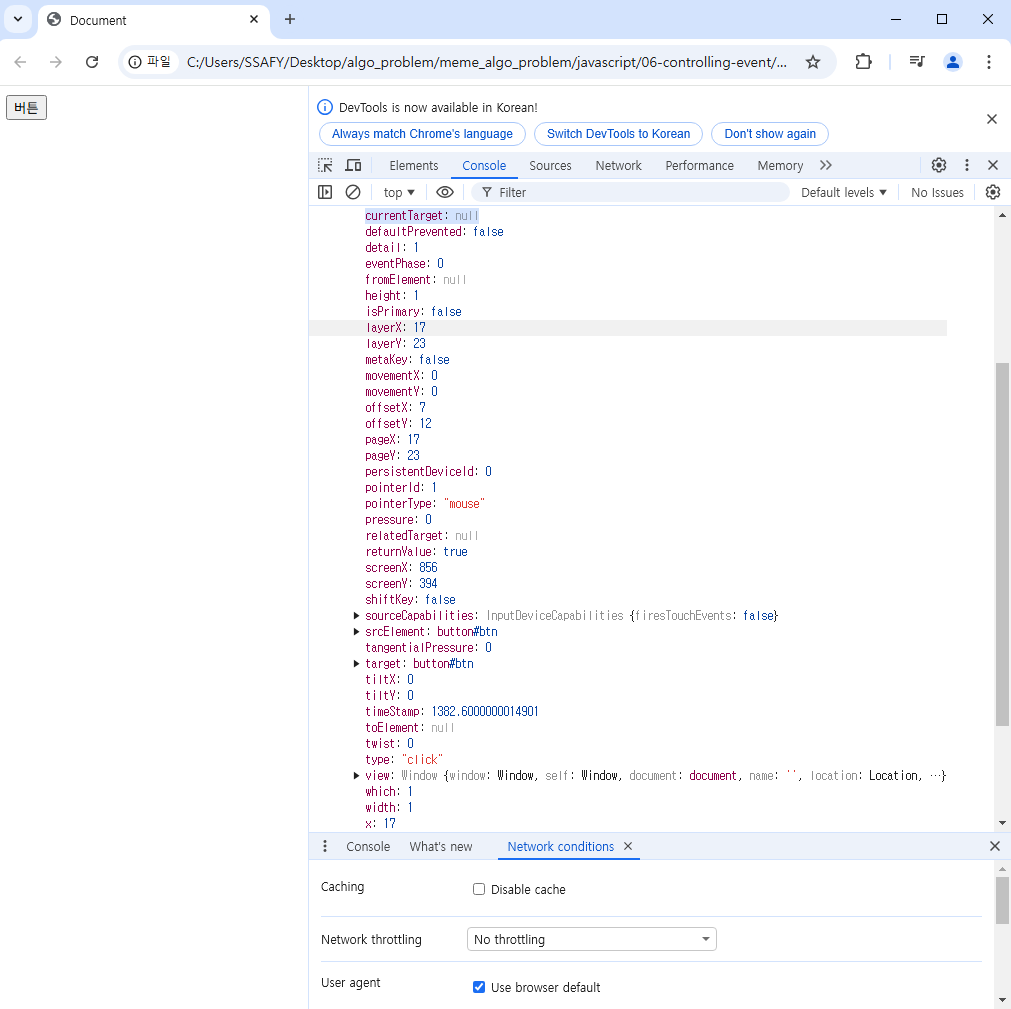 Document
파일 C:/Users/SSAFY/Desktop/algo_problem/meme_algo_problem/javascript/06-controlling-event/...
버튼
DevTools is now available in Korean!
Always match Chrome's language Switch DevTools to Korean Don't show again
Elements Console Sources Network Performance Memory
top Filter Default levels No Issues
currentTarget: null
defaultPrevented: false
detail: 1
eventPhase: 0
fromElement: null
height: 1
isPrimary: false
layerX: 17
layerY: 23
metaKey: false
movementX: 0
movementY: 0
offsetX: 7
offsetY: 12
pageX: 17
pageY: 23
persistentDeviceId: 0
pointerId: 1
pointerType: "mouse"
pressure: 0
relatedTarget: null
returnValue: true
screenX: 856
screenY: 394
shiftKey: false
sourceCapabilities: InputDeviceCapabilities {firesTouchEvents: false}
srcElement: button#btn
tangentialPressure: 0
target: button#btn
tiltX: 0
tiltY: 0
timeStamp: 1382.6000000014901
toElement: null
twist: 0
type: "click"
view: Window {window: Window, self: Window, document: document, name: '', location: Location, …}
which: 1
width: 1
x: 17
Console What's new Network conditions
Caching Disable cache
Network throttling No throttling
User agent Use browser default